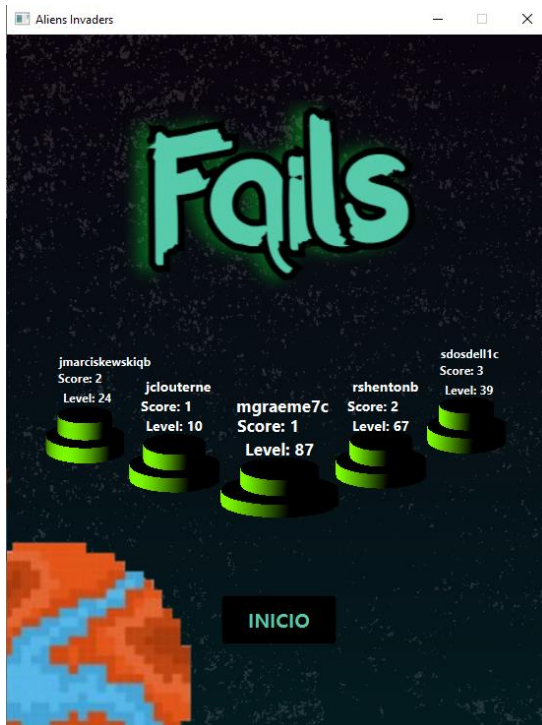 Aliens Invaders
Fails
jmarciskewskiqb
Score: 2
Level: 24
jclouterne
Score: 1
Level: 10
mgraeme7c
Score: 1
Level: 87
rshentonb
Score: 2
Level: 67
sdosdell1c
Score: 3
Level: 39
INICIO